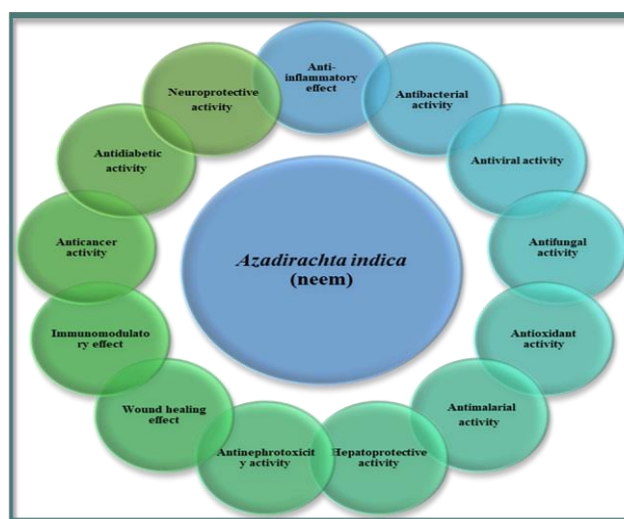 Azadirachta indica
(neem)
Anti-
inflammatory
effect
Antibacterial
activity
Antiviral activity
Antifungal
activity
Antioxidant
activity
Antimalarial
activity
Hepatoprotective
activity
Antinephrotoxicit
y activity
Wound healing
effect
Immunomodulato
ry effect
Anticancer
activity
Antidiabetic
activity
Neuroprotective
activity